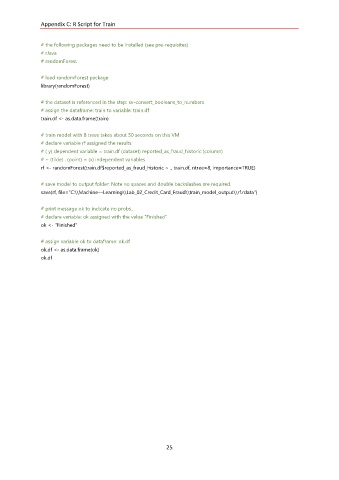 Appendix C: R Script for Train
# the following packages need to be installed (see pre-requisites)
# rJava
# randomForest
# load randomForest package
library(randomForest)
# the dataset is referenced in the step: se-convert_booleans_to_numbers
# assign the dataframe: train to variable train.df
train.df <- as.data.frame(train)
# train model with 8 trees takes about 50 seconds on this VM
# declare variable rf assigned the results
# ( y) dependent variable = train.df (dataset) reported_as_fraud_historic (column)
# ~ (tilde) . (point) = all independent variables
rf <- randomForest(train.df$reported_as_fraud_historic ~ ., train.df, ntree=8, importance=TRUE)
# save model to output folder. Note no spaces and double backslashes are required.
save(rf, file="C:\\Machine--Learning\\Lab_02_Credit_Card_Fraud\\train_model_output\\rf.rdata")
# print message ok to indicate no probs.
# declare variable: ok assigned with the value "Finished"
ok <- "Finished"
# assign variable ok to dataframe: ok.df
ok.df <- as.data.frame(ok)
ok.df
25